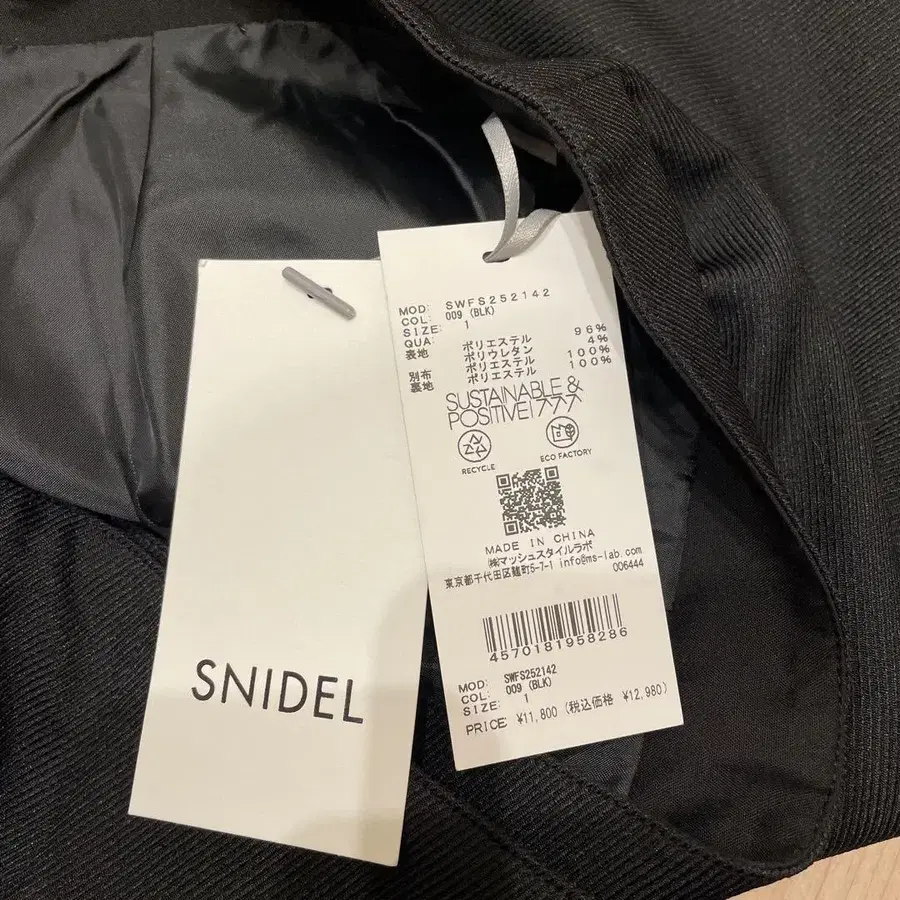 SNIDEL
MOD: SWFS252142
COL: 009 (BLK)
SIZE: 1
QUA:
表地 ポリエステル 96%
ポリウレタン 4%
別布 ポリエステル 100%
裏地 ポリエステル 100%
SUSTAINABLE &
POSITIVE! 777
RECYCLE
ECO FACTORY
MADE IN CHINA
㈱マッシュスタイルラボ
東京都千代田区麹町5-7-1 info@ms-lab.com
006444
4570181958286
MOD: SWFS252142
COL: 009 (BLK)
SIZE: 1
PRICE: ¥11,800 (税込価格 ¥12,980)